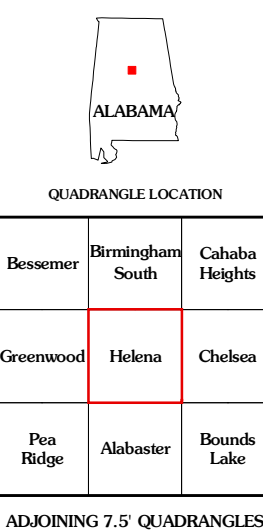 ALABAMA
QUADRANGLE LOCATION
Bessemer
Birmingham
South
Cahaba
Heights
Greenwood
Helena
Chelsea
Pea
Ridge
Alabaster
Bounds
Lake
ADJOINING 7.5' QUADRANGLES